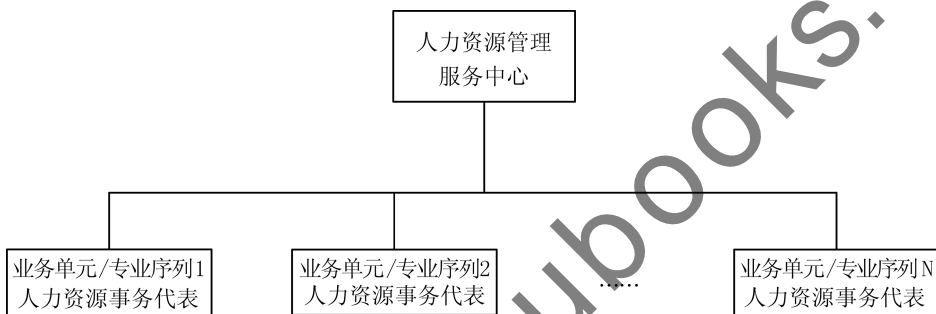 人力资源管理
服务中心
业务单元/专业序列1
人力资源事务代表
业务单元/专业序列2
人力资源事务代表
……
业务单元/专业序列N
人力资源事务代表
ubooks.